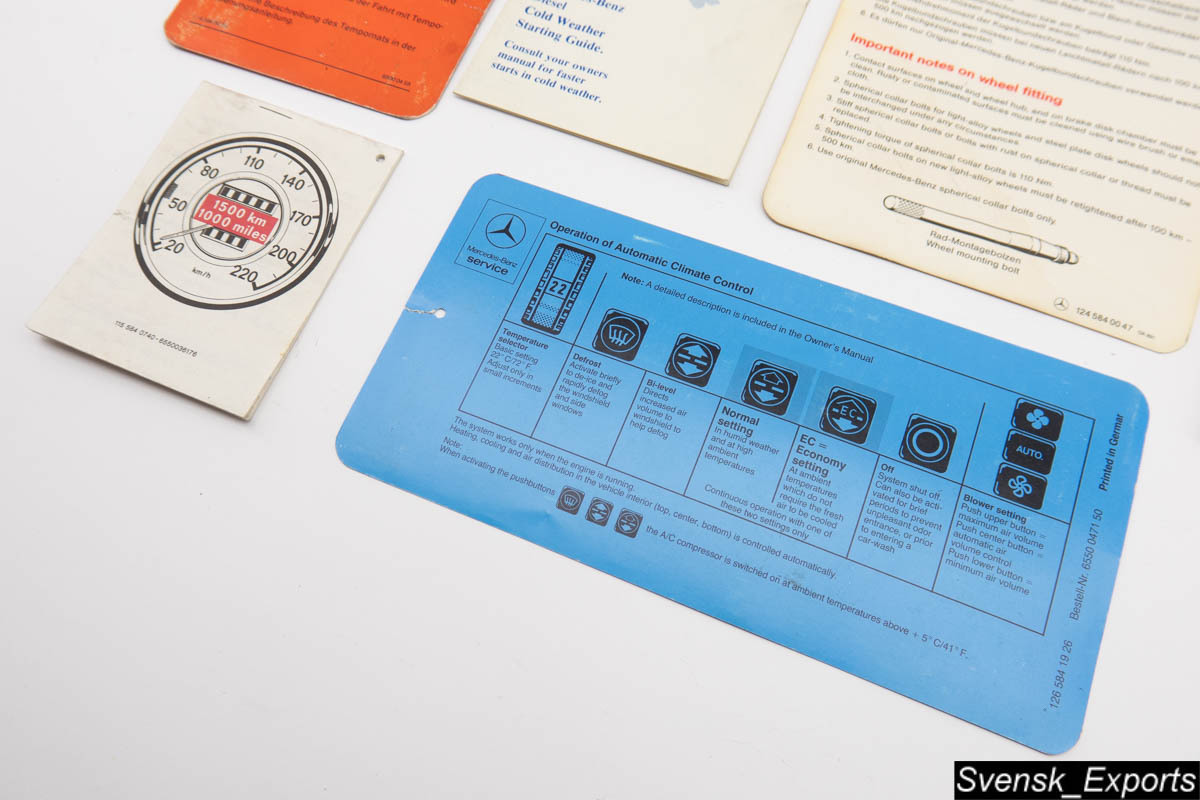 der Fahrt mit Tempo-
Beschreibung des Tempomats in der
Cold Weather
Starting Guide.
Consult your owners
manual for faster
starts in cold weather.
500 km
Important notes on wheel fitting
1. Contact surfaces on wheel and wheel hub, and on brake disk chamber must be
clean. Rusty or contaminated surfaces must be cleaned using wire brush or
cloth.
2. Spherical collar bolts for light-alloy wheels and steel plate disk wheels should
be interchanged under any circumstances.
3. Stiff spherical collar bolts or bolts with rust on spherical collar or thread must be
replaced.
4. Tightening torque of spherical collar bolts is 110 Nm.
5. Spherical collar bolts on new light-alloy wheels must be retightened after 100 km –
500 km.
6. Use original Mercedes-Benz spherical collar bolts only.
Rad-Montagebolzen
Wheel mounting bolt
124 584 00 47
20
50
80
110
140
170
200
220
1500 km
1000 miles
km/h
115 584 0740 - 6550036176
Mercedes-Benz
service
Operation of Automatic Climate Control
Note: A detailed description is included in the Owner's Manual
22
EC
AUTO.
Temperature
selector
Basic setting
22° C/72° F.
Adjust only in
small increments
Defrost
Activate briefly
to de-ice and
rapidly defog
the windshield
and side
windows
Bi-level
Directs
increased air
volume to
windshield to
help defog
Normal
setting
In humid weather
and at high
ambient
temperatures
EC =
Economy
setting
At ambient
temperatures
which do not
require the fresh
air to be cooled
Continuous operation with one of
these two settings only
Off
System shut off.
Can also be acti-
vated for brief
periods to prevent
unpleasant odor
entrance, or prior
to entering a
car-wash
Blower setting
Push upper button =
maximum air volume
Push center button =
automatic air
volume control
Push lower button =
minimum air volume
The system works only when the engine is running.
Heating, cooling and air distribution in the vehicle interior (top, center, bottom) is controlled automatically.
Note:
When activating the pushbuttons the A/C compressor is switched on at ambient temperatures above + 5° C/41° F.
126 584 19 26 Bestell-Nr. 6550 0471 50 Printed in German
Svensk_Exports